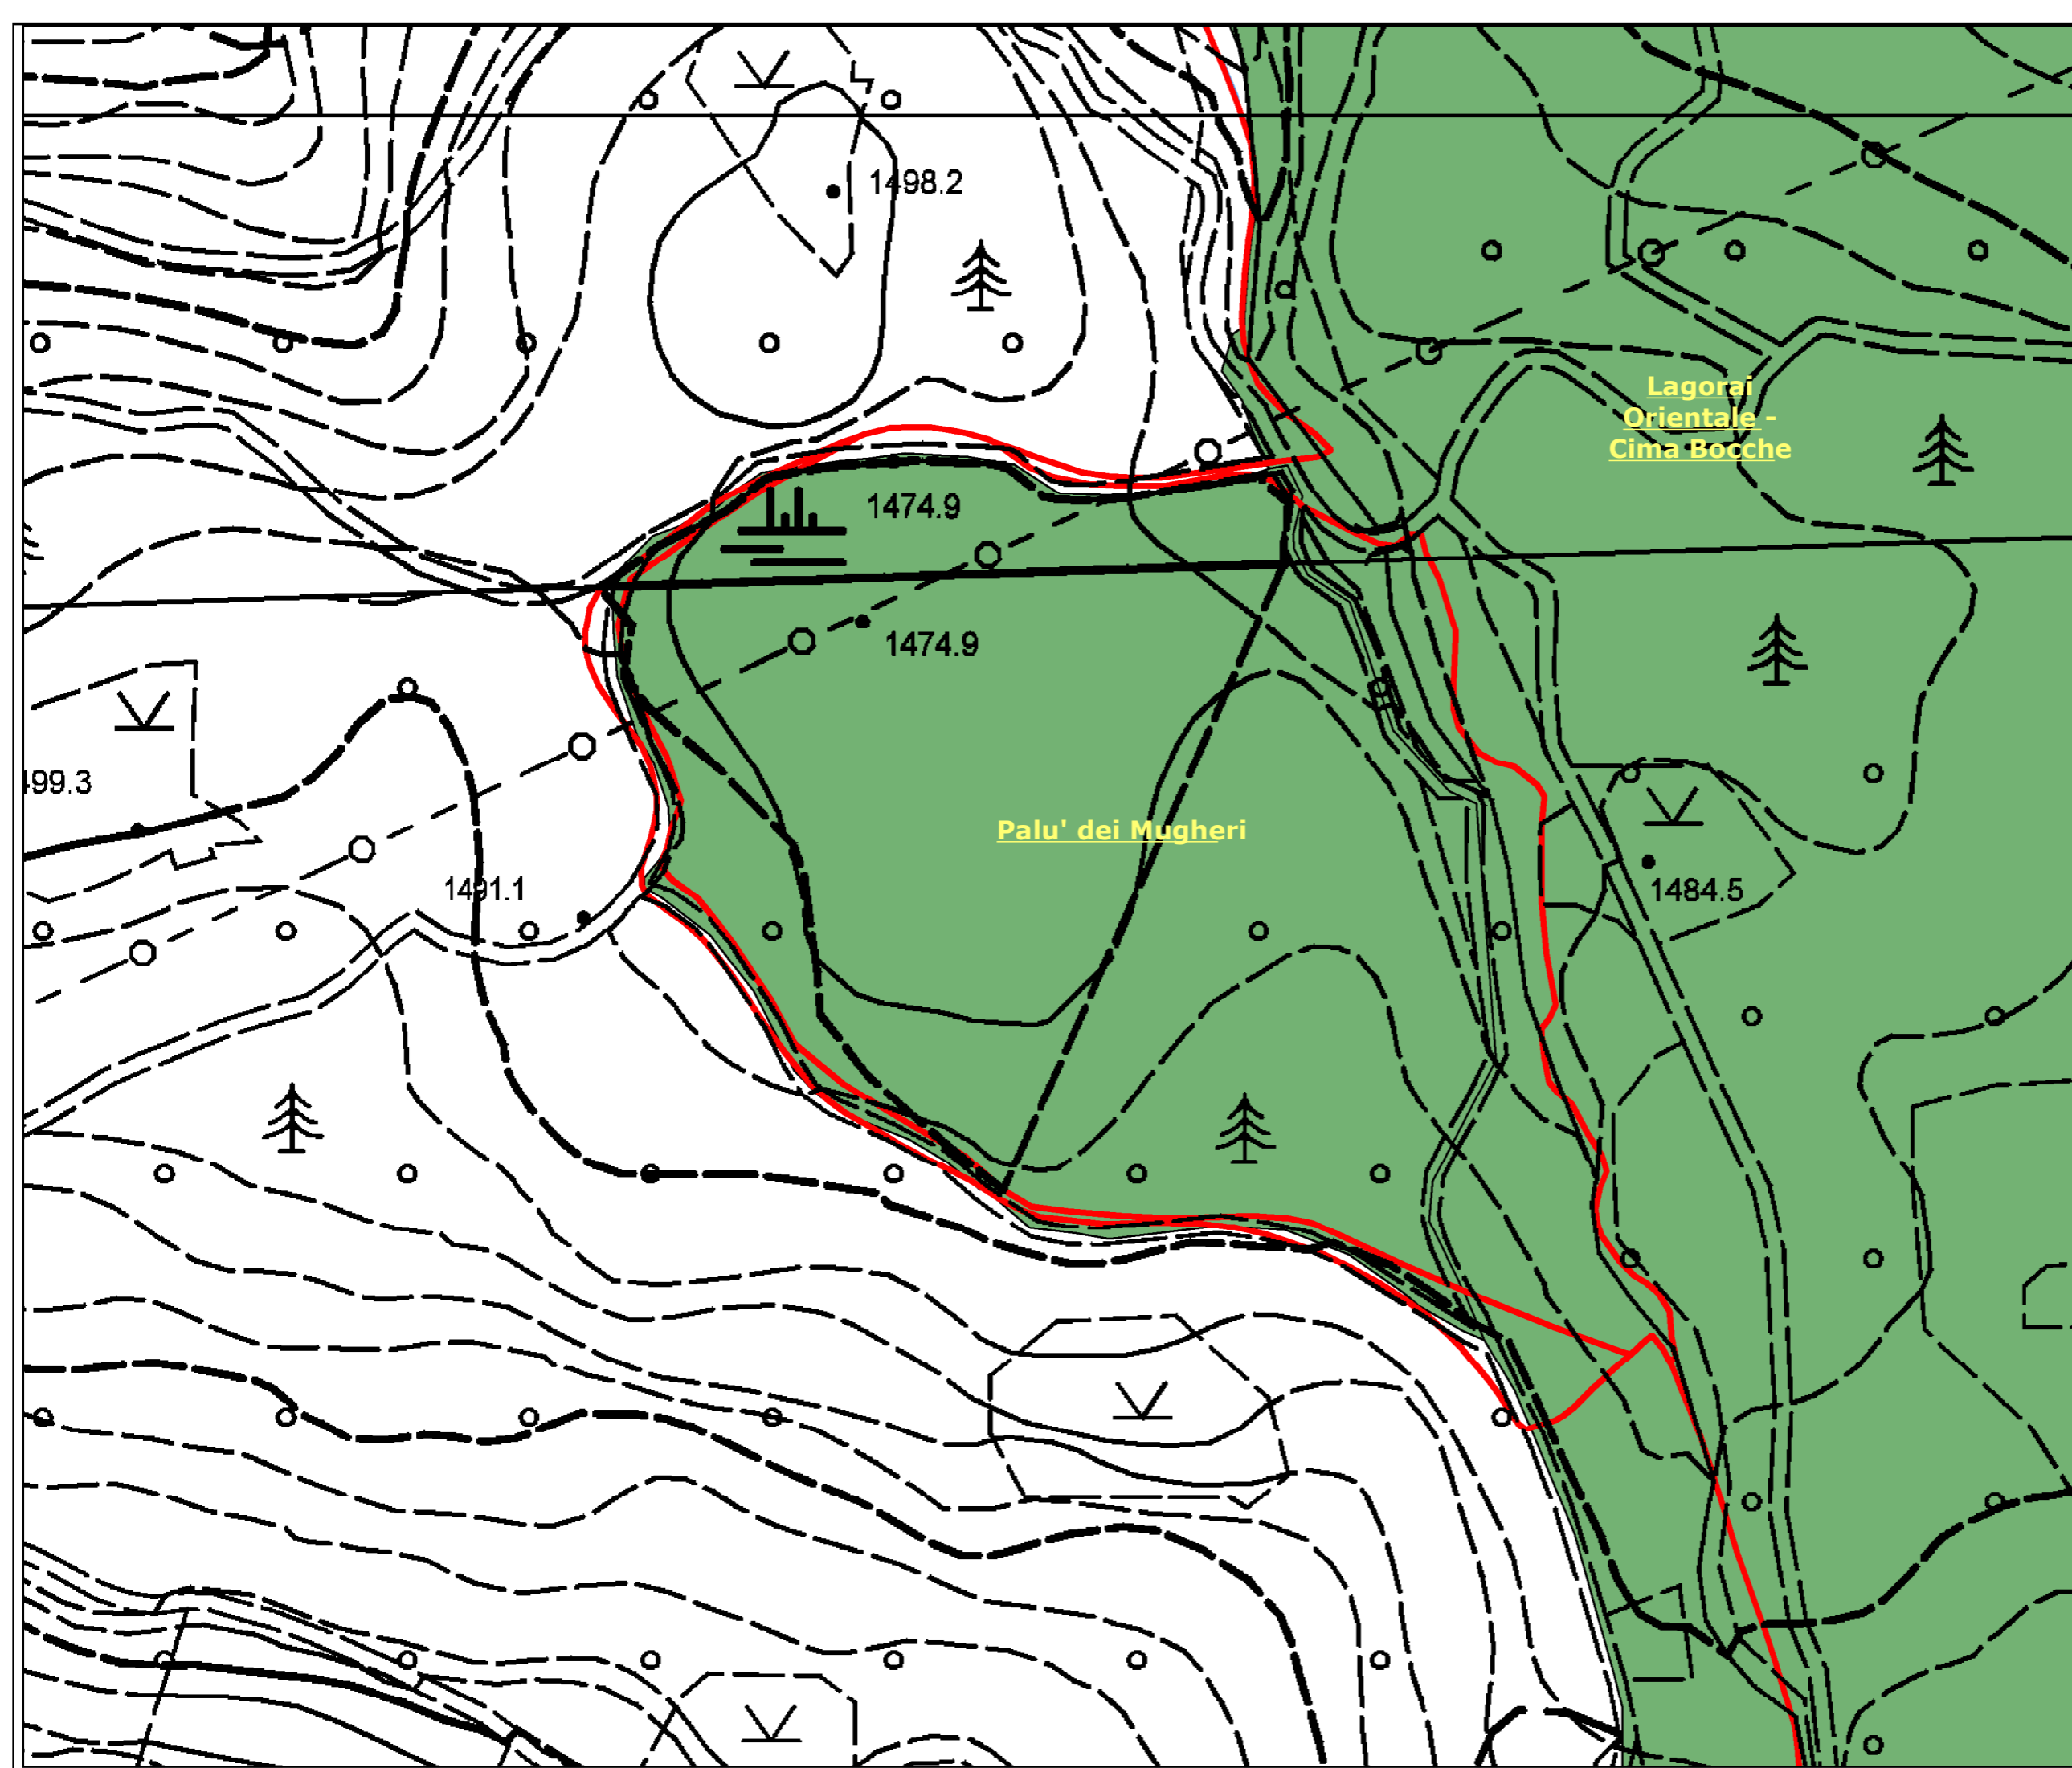 1498.2
Lagorai
Orientale -
Cima Bocche
1474.9
1474.9
499.3
Palu' dei Mugheri
1491.1
1484.5